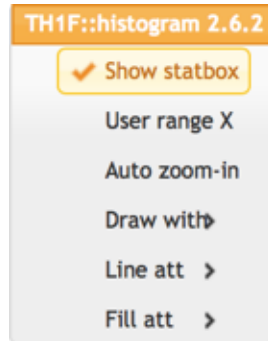 TH1F::histogram 2.6.2
Show statbox
User range X
Auto zoom-in
Draw with
Line att
Fill att